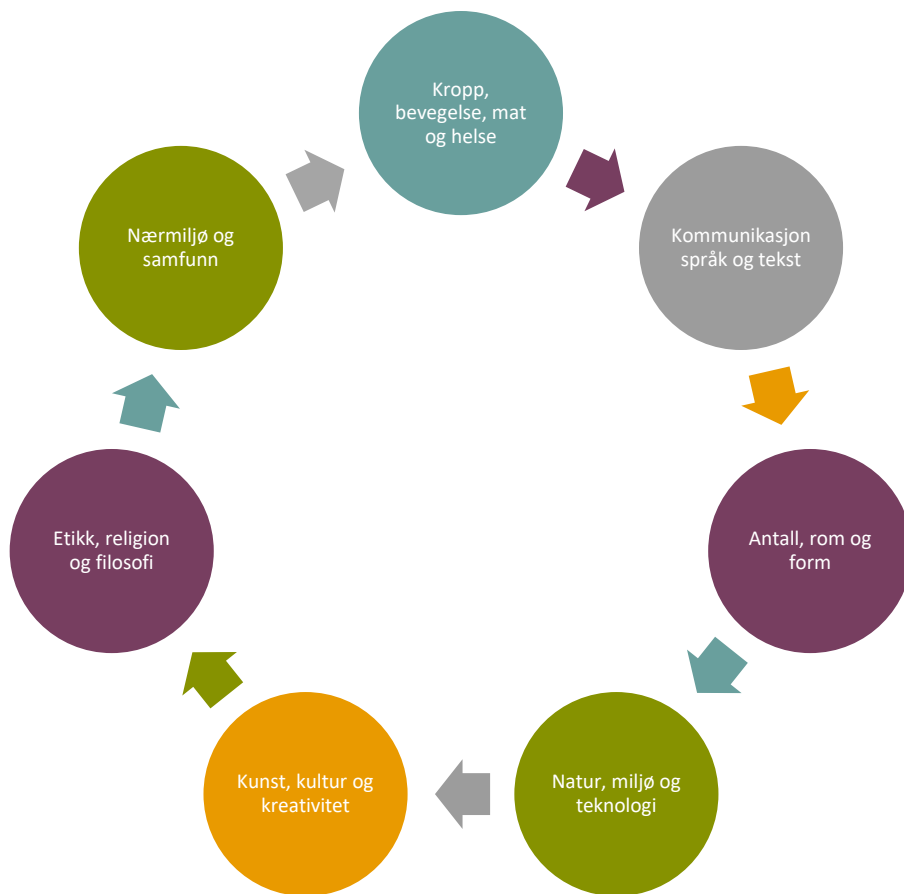 Kropp,
bevegelse, mat
og helse
Kommunikasjon
språk og tekst
Antall, rom og
form
Natur, miljø og
teknologi
Kunst, kultur og
kreativitet
Etikk, religion
og filosofi
Nærmiljø og
samfunn